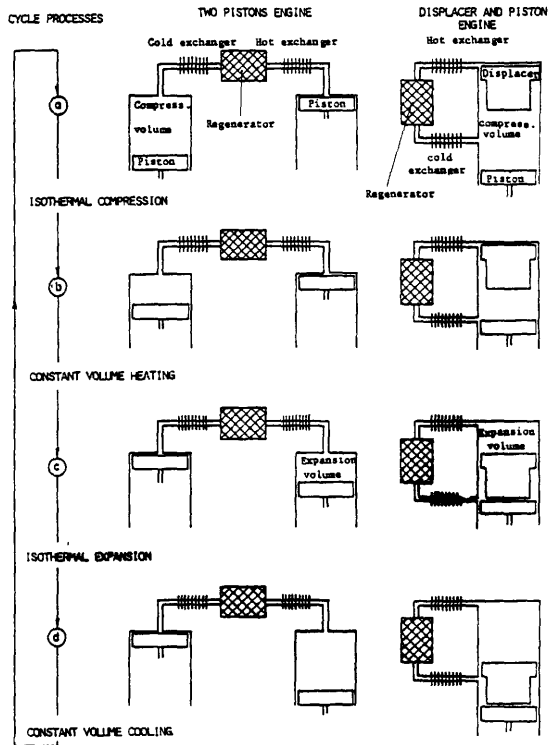 CYCLE PROCESSES
TWO PISTONS ENGINE
DISPLACER AND PISTON
ENGINE
Cold exchanger
Hot exchanger
Hot exchanger
a
Compress.
volume
Piston
Regenerator
Piston
Displacer
compress.
volume
cold
exchanger
Piston
Regenerator
ISOTHERMAL COMPRESSION
b
CONSTANT VOLUME HEATING
c
Expansion
volume
Expansion
volume
ISOTHERMAL EXPANSION
d
CONSTANT VOLUME COOLING